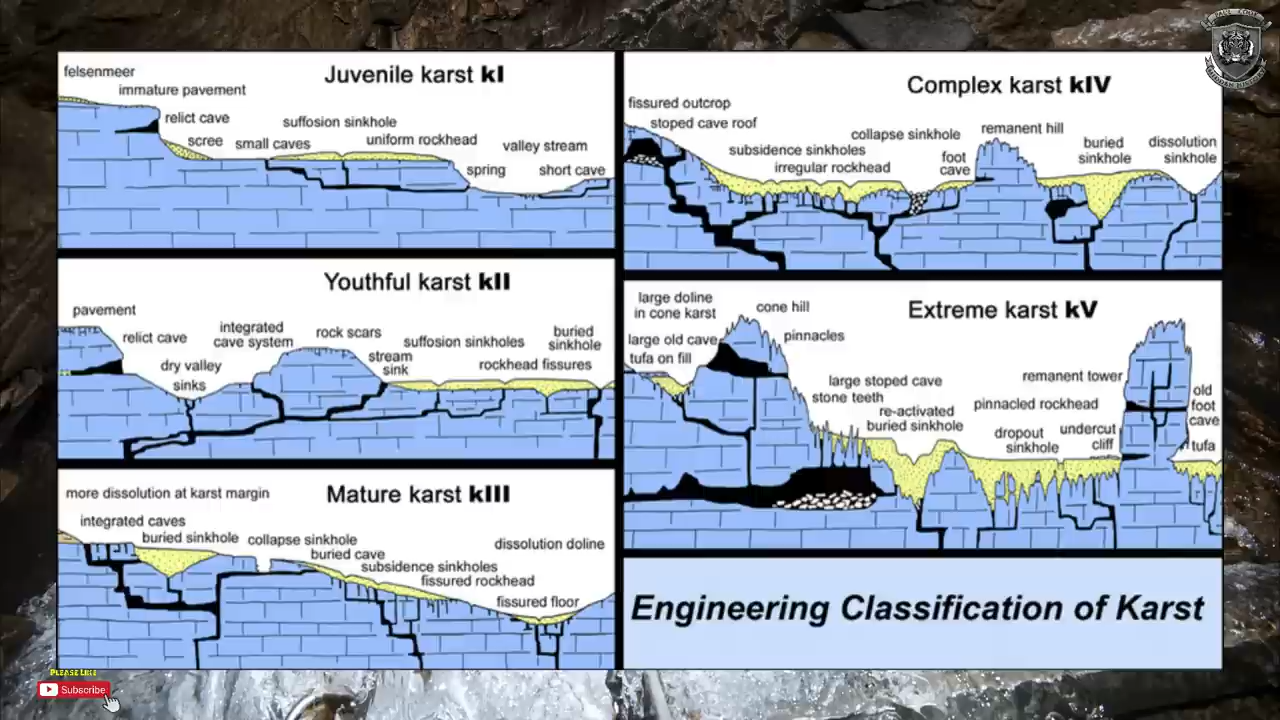 Juvenile karst kI
felsenmeer
immature pavement
relict cave
scree
small caves
suffosion sinkhole
uniform rockhead
spring
valley stream
short cave
Youthful karst kII
pavement
relict cave
dry valley
sinks
integrated
cave system
rock scars
stream
sink
suffosion sinkholes
rockhead fissures
buried
sinkhole
Mature karst kIII
more dissolution at karst margin
integrated caves
buried sinkhole
collapse sinkhole
buried cave
subsidence sinkholes
fissured rockhead
dissolution doline
fissured floor
Complex karst kIV
fissured outcrop
stoped cave roof
subsidence sinkholes
irregular rockhead
collapse sinkhole
foot
cave
remanent hill
buried
sinkhole
dissolution
sinkhole
Extreme karst kV
large doline
in cone karst
large old cave
tufa on fill
cone hill
pinnacles
large stoped cave
stone teeth
re-activated
buried sinkhole
remanent tower
pinnacled rockhead
dropout
sinkhole
undercut
cliff
old
foot
cave
tufa
Engineering Classification of Karst
PLEASE LIKE
Subscribe